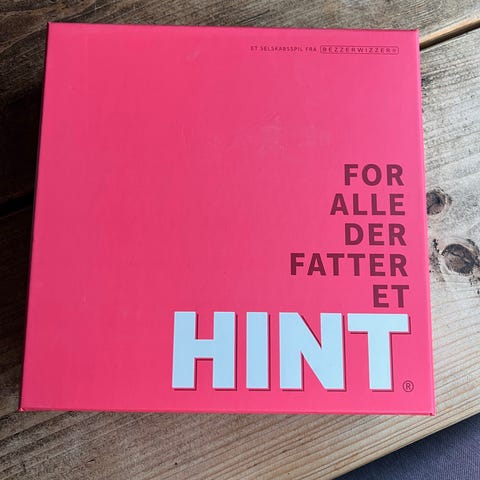 ET SELSKABSSPIL FRA BEZZERWIZZER®
FOR
ALLE
DER
FATTER
ET
HINT®